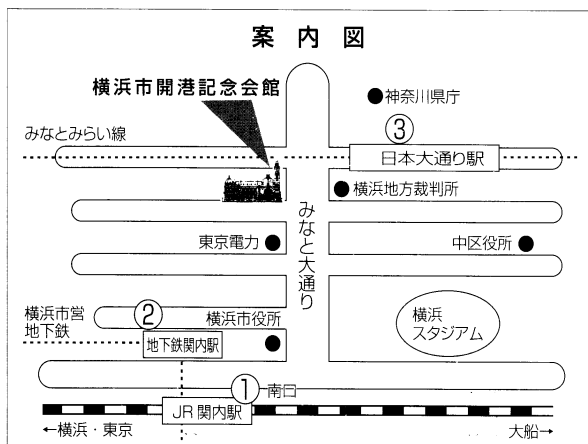 案内図
横浜市開港記念会館
●神奈川県庁
みなとみらい線
③
日本大通り駅
●横浜地方裁判所
みなと大通り
東京電力●
中区役所●
横浜市営
地下鉄
②
横浜市役所
●
地下鉄関内駅
横浜
スタジアム
①
南口
JR関内駅
←横浜・東京
大船→